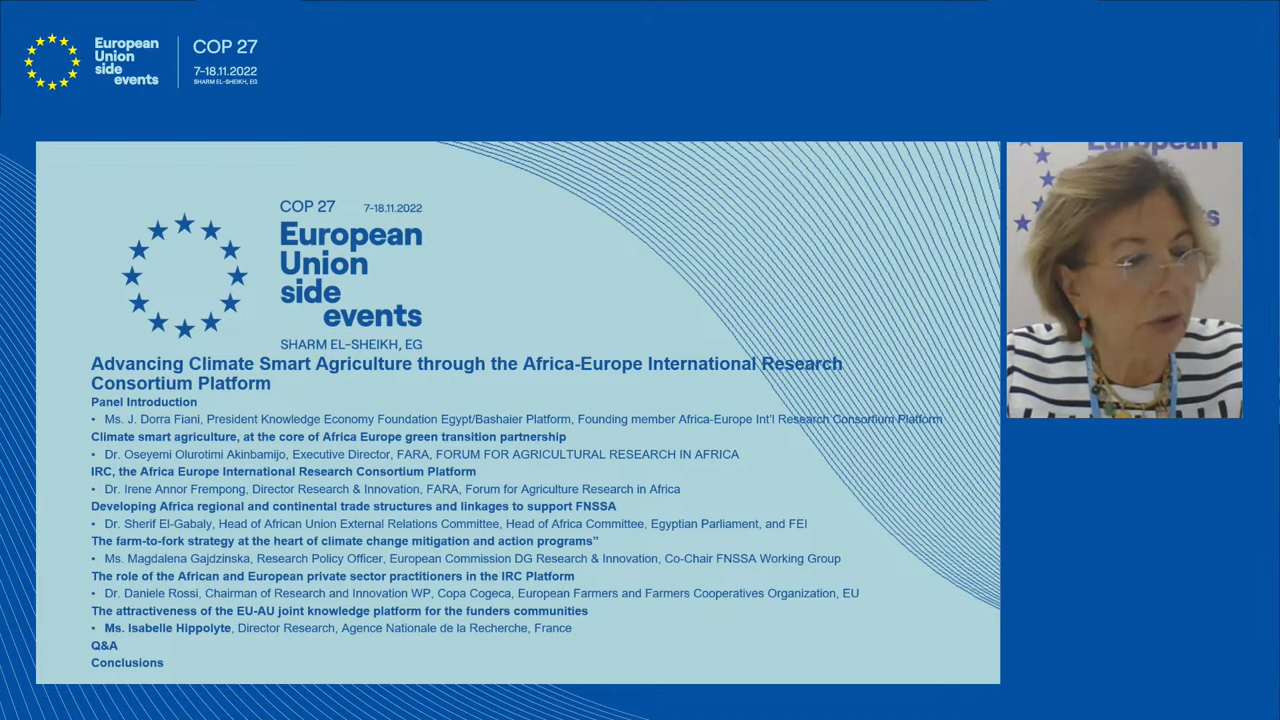 European
Union
side
events
COP 27
7-18.11.2022
SHARM EL-SHEIKH, EG
COP 27 7-18.11.2022
European
Union
side
events
SHARM EL-SHEIKH, EG
Advancing Climate Smart Agriculture through the Africa-Europe International Research
Consortium Platform
Panel Introduction
• Ms. J. Dorra Fiani, President Knowledge Economy Foundation Egypt/Bashaier Platform, Founding member Africa-Europe Int'l Research Consortium Platform
Climate smart agriculture, at the core of Africa Europe green transition partnership
• Dr. Oseyemi Olurotimi Akinbamijo, Executive Director, FARA, FORUM FOR AGRICULTURAL RESEARCH IN AFRICA
IRC, the Africa Europe International Research Consortium Platform
• Dr. Irene Annor Frempong, Director Research & Innovation, FARA, Forum for Agriculture Research in Africa
Developing Africa regional and continental trade structures and linkages to support FNSSA
• Dr. Sherif El-Gabaly, Head of African Union External Relations Committee, Head of Africa Committee, Egyptian Parliament, and FEI
The farm-to-fork strategy at the heart of climate change mitigation and action programs”
• Ms. Magdalena Gajdzinska, Research Policy Officer, European Commission DG Research & Innovation, Co-Chair FNSSA Working Group
The role of the African and European private sector practitioners in the IRC Platform
• Dr. Daniele Rossi, Chairman of Research and Innovation WP, Copa Cogeca, European Farmers and Farmers Cooperatives Organization, EU
The attractiveness of the EU-AU joint knowledge platform for the funders communities
• Ms. Isabelle Hippolyte, Director Research, Agence Nationale de la Recherche, France
Q&A
Conclusions
European